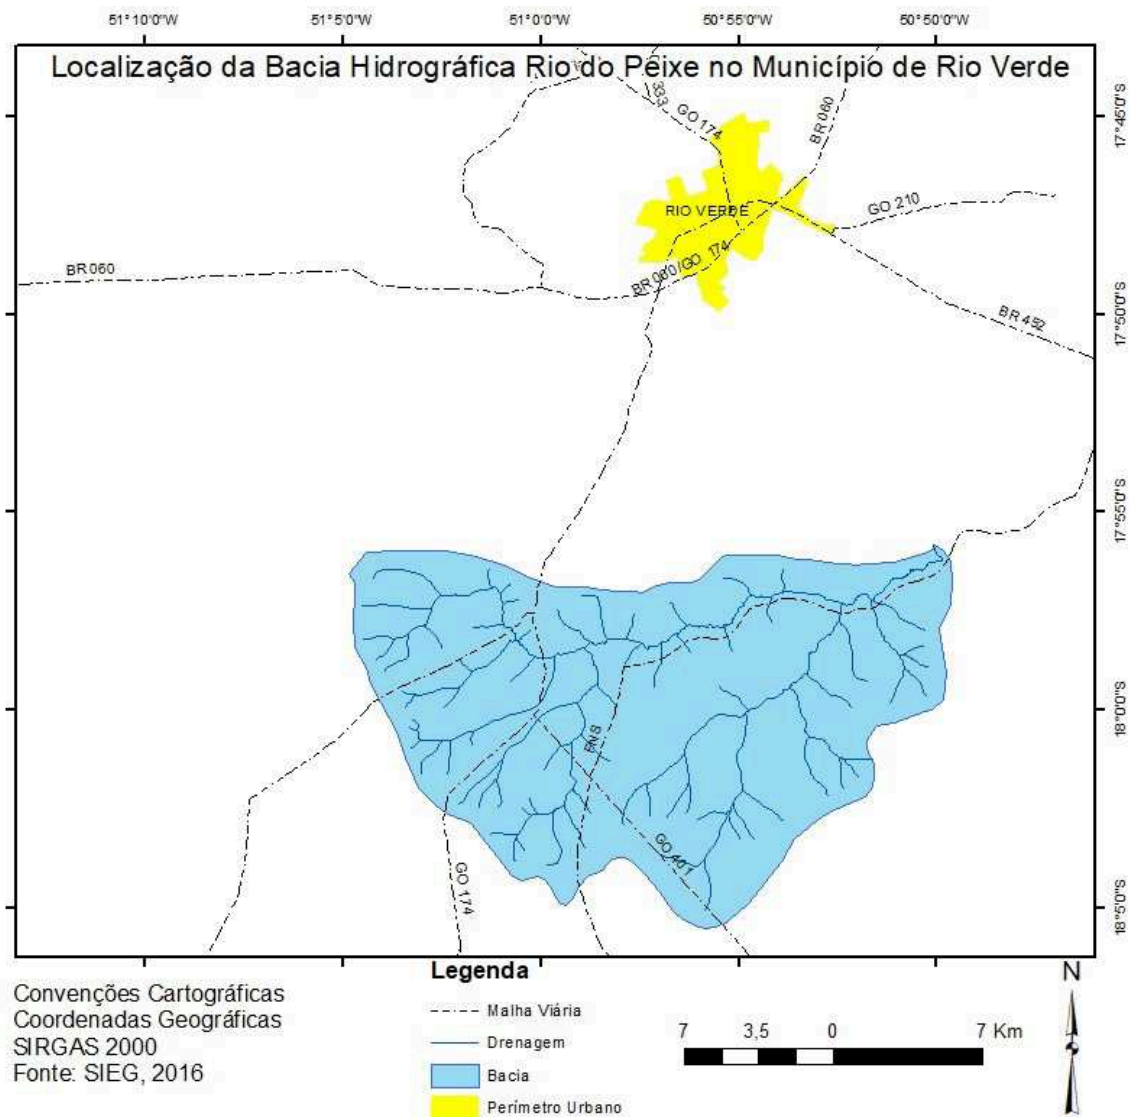 51°10'0"W 51°5'0"W 51°0'0"W 50°55'0"W 50°50'0"W
Localização da Bacia Hidrográfica Rio do Peixe no Município de Rio Verde
333
GO 174
BR 060
17°45'0"S
RIO VERDE
GO 210
BR 060
BR 060/GO 174
BR 452
17°50'0"S
17°55'0"S
18°0'0"S
FNS
GO 401
GO 174
18°5'0"S
Convenções Cartográficas
Coordenadas Geográficas
SIRGAS 2000
Fonte: SIEG, 2016
Legenda
Malha Viária
Drenagem
Bacia
Perímetro Urbano
7 3,5 0 7 Km
N